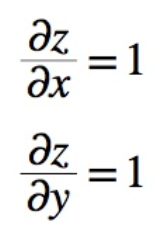 ∂z/∂x = 1
∂z/∂y = 1